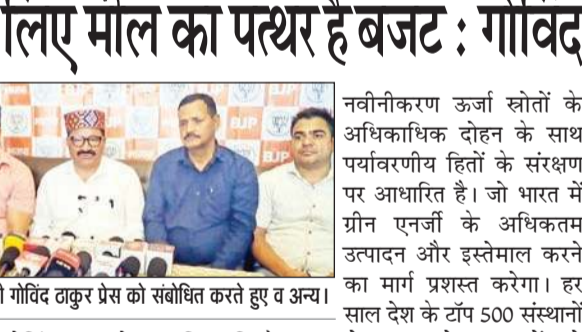 लिए मील का पत्थर है बजट : गोविंद
BJP
BJP
BJP
नवीनीकरण ऊर्जा स्रोतों के
अधिकाधिक दोहन के साथ
पर्यावरणीय हितों के संरक्षण
पर आधारित है। जो भारत में
ग्रीन एनर्जी के अधिकतम
उत्पादन और इस्तेमाल करने
का मार्ग प्रशस्त करेगा। हर
साल देश के टॉप 500 संस्थानों
गोविंद ठाकुर प्रेस को संबोधित करते हुए व अन्य।